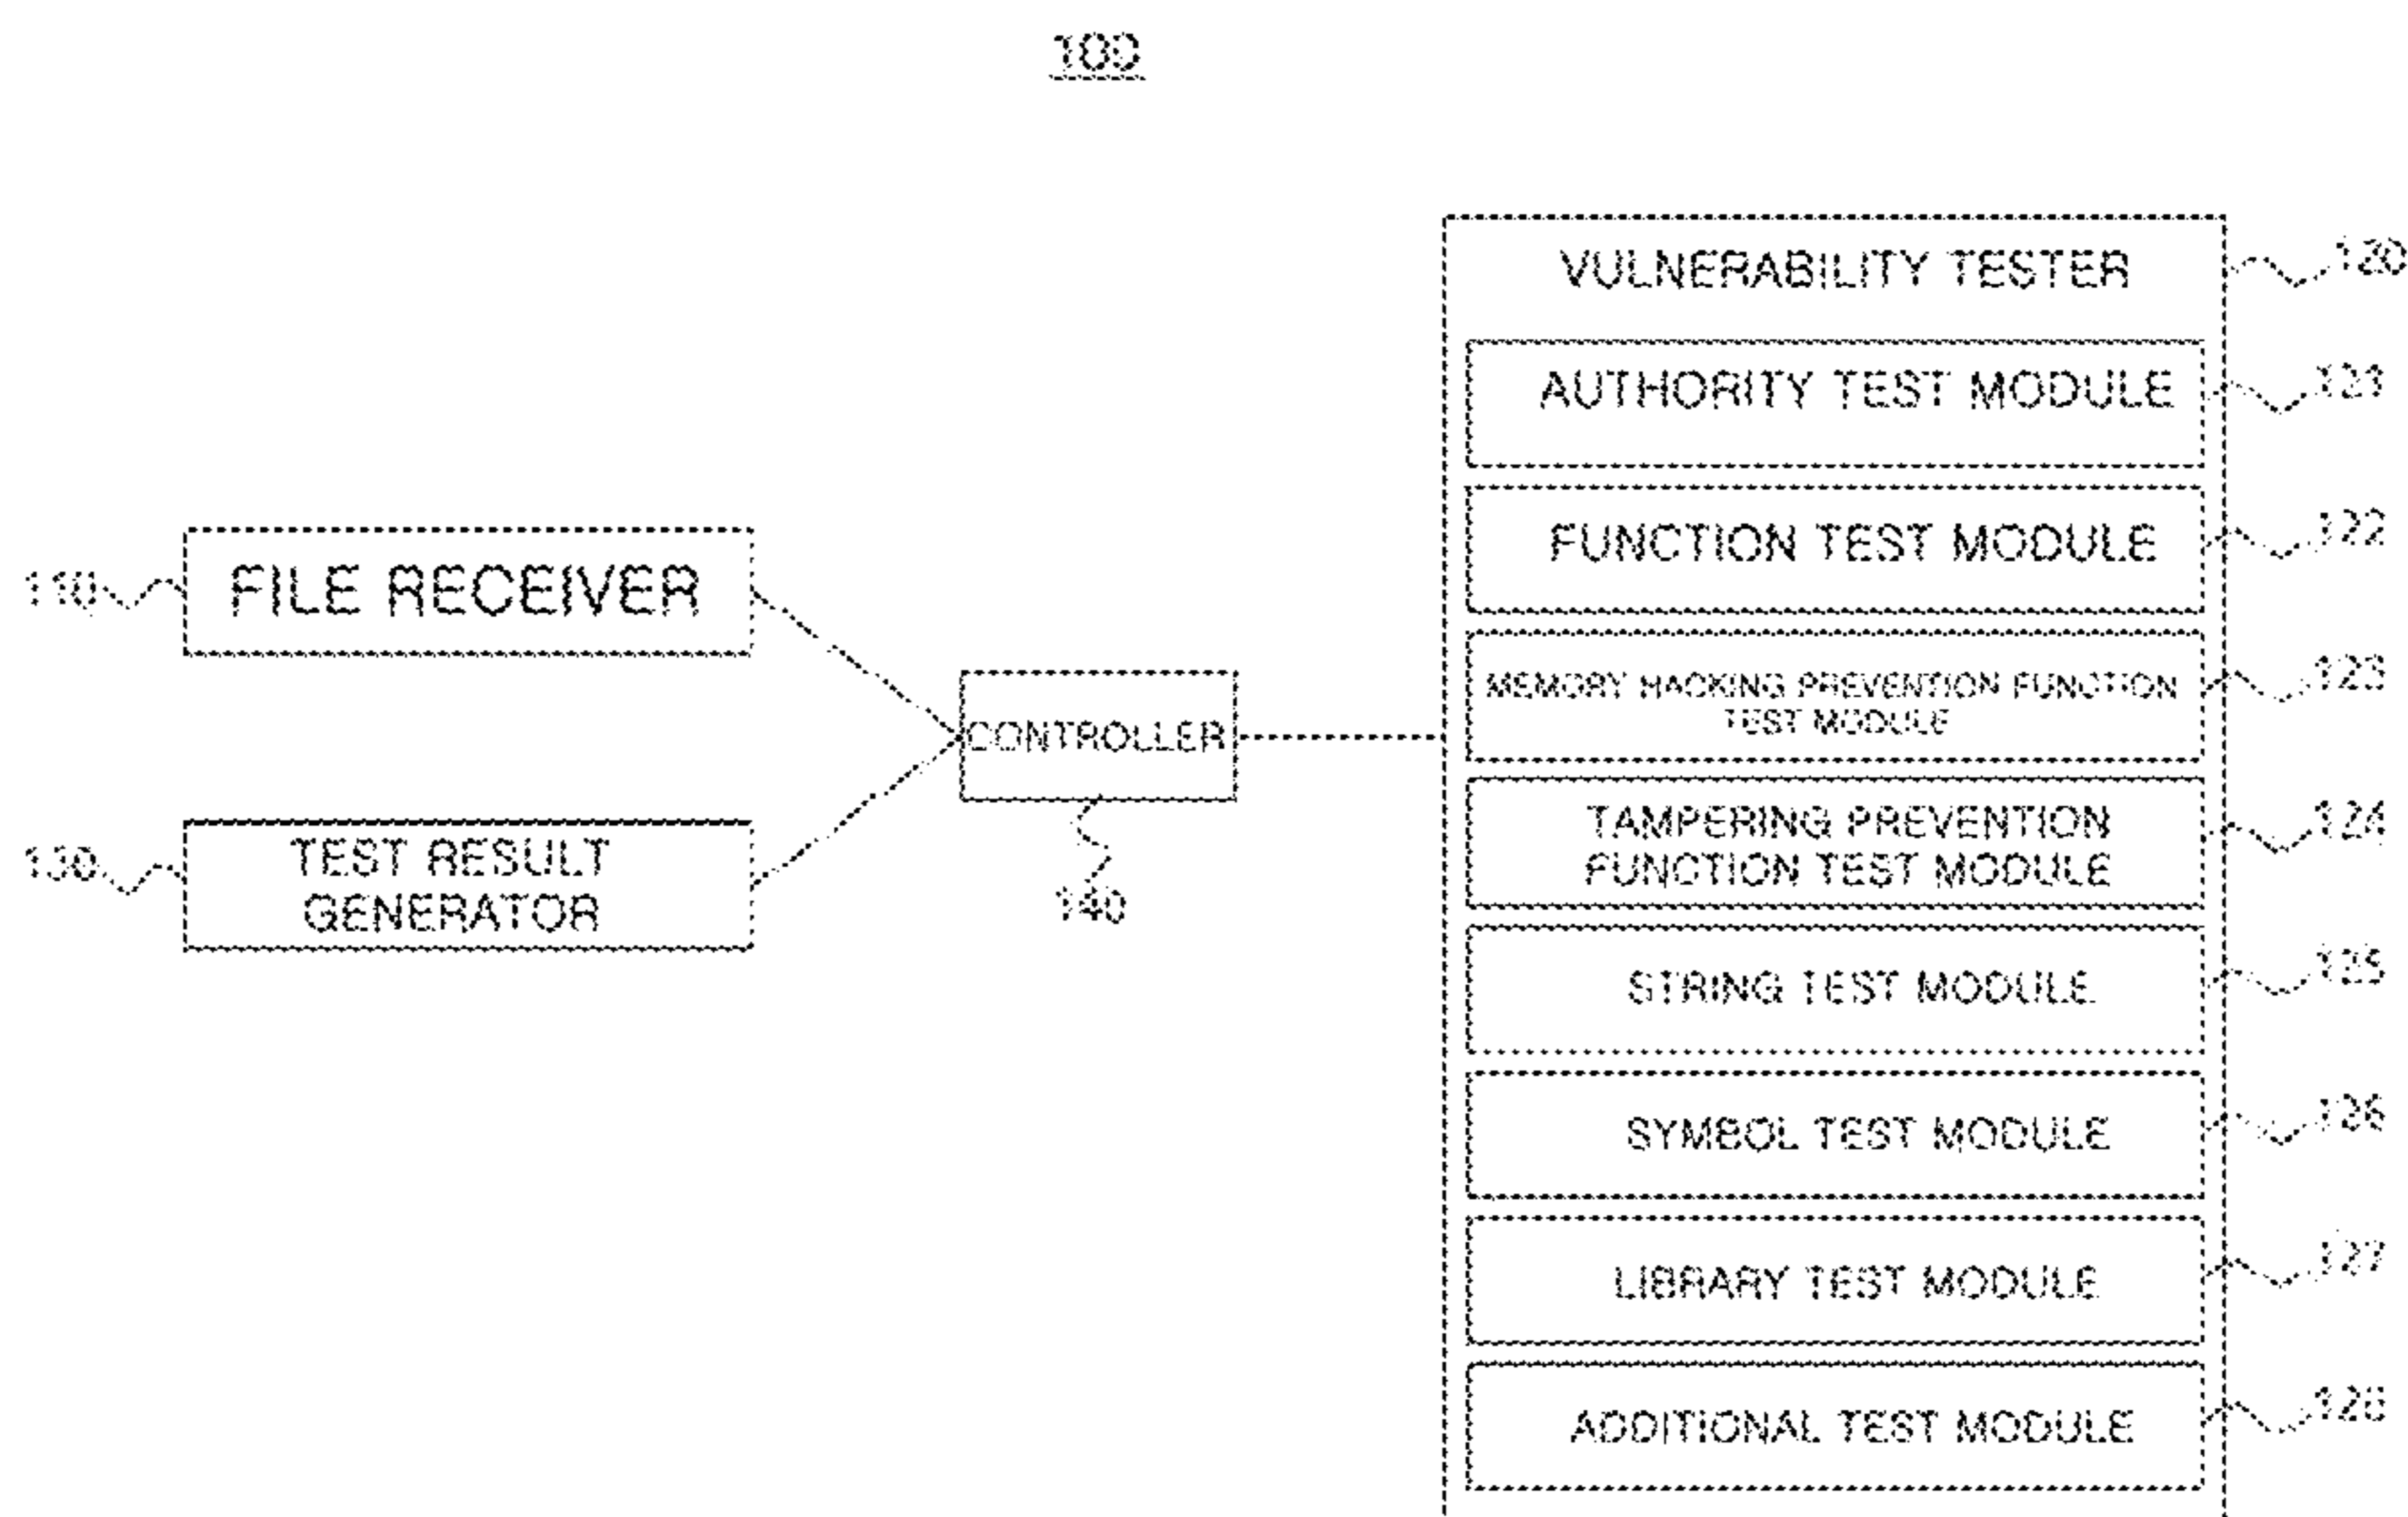 100
VULNERABILITY TESTER
120
AUTHORITY TEST MODULE
121
FUNCTION TEST MODULE
122
110
FILE RECEIVER
MEMORY HACKING PREVENTION FUNCTION
TEST MODULE
123
CONTROLLER
140
130
TEST RESULT
GENERATOR
TAMPERING PREVENTION
FUNCTION TEST MODULE
124
STRING TEST MODULE
125
SYMBOL TEST MODULE
126
LIBRARY TEST MODULE
127
ADDITIONAL TEST MODULE
128